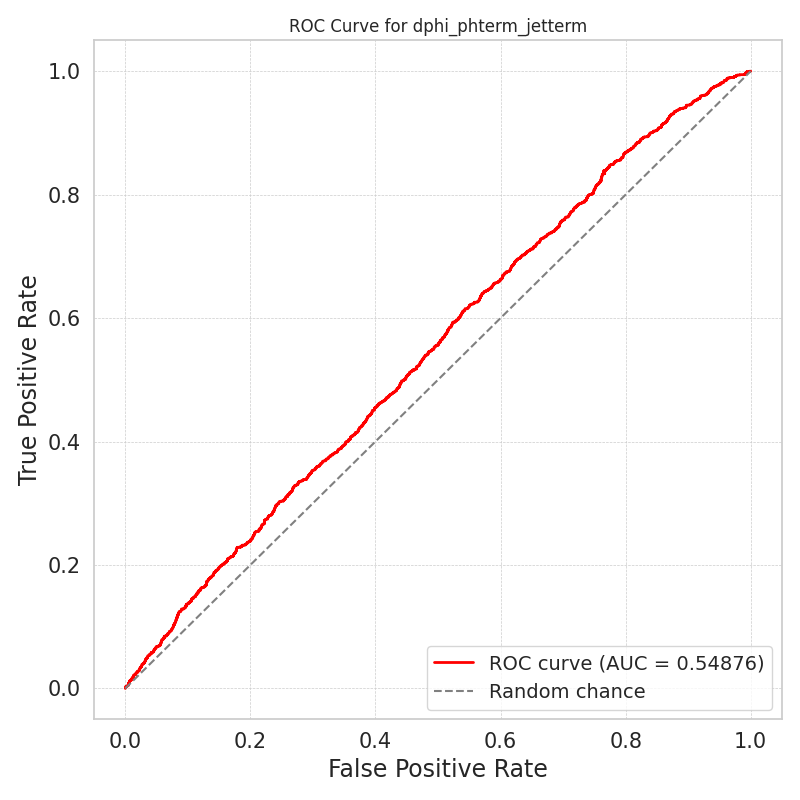 ROC Curve for dphi_phterm_jetterm
1.0
0.8
0.6
0.4
0.2
0.0
True Positive Rate
ROC curve (AUC = 0.54876)
Random chance
0.0 0.2 0.4 0.6 0.8 1.0
False Positive Rate